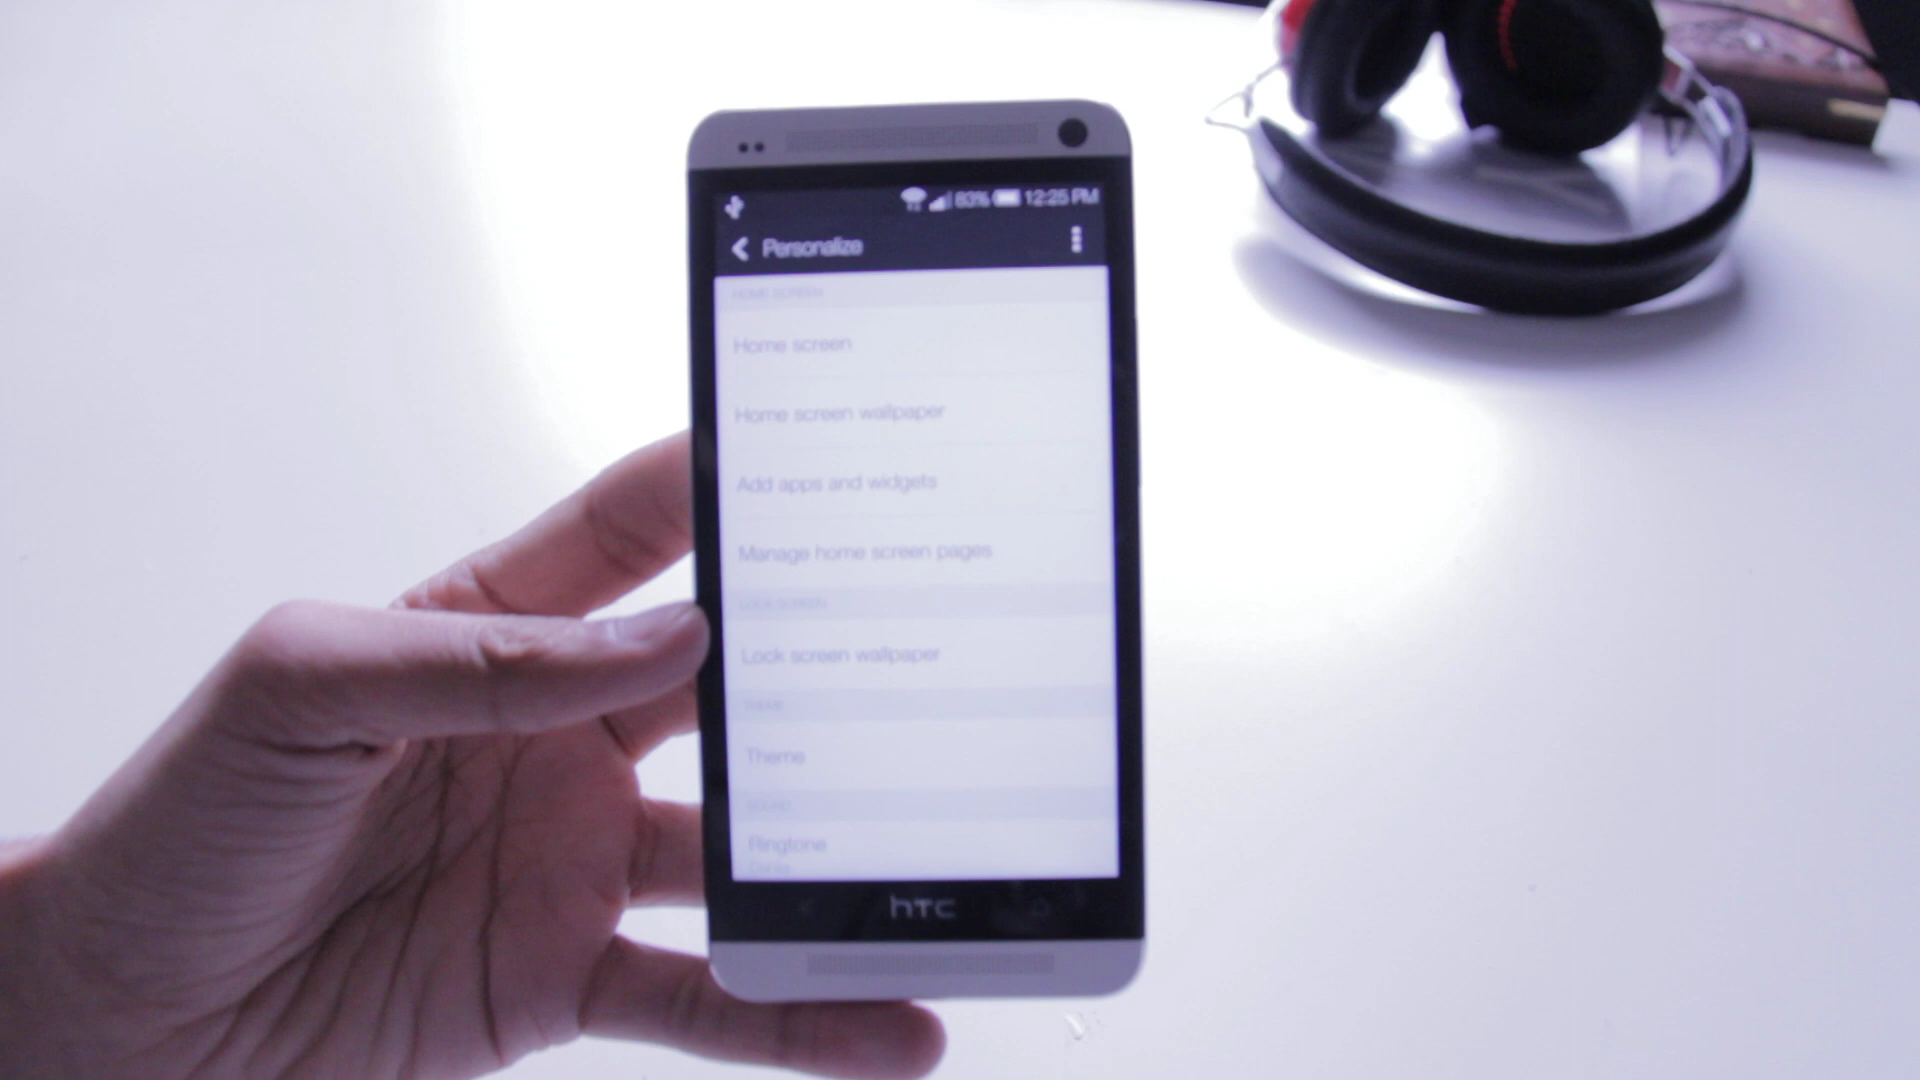 83% 12:25 PM
Personalize
HOME SCREEN
Home screen
Home screen wallpaper
Add apps and widgets
Manage home screen pages
LOCK SCREEN
Lock screen wallpaper
THEME
Theme
SOUND
Ringtone
hTC